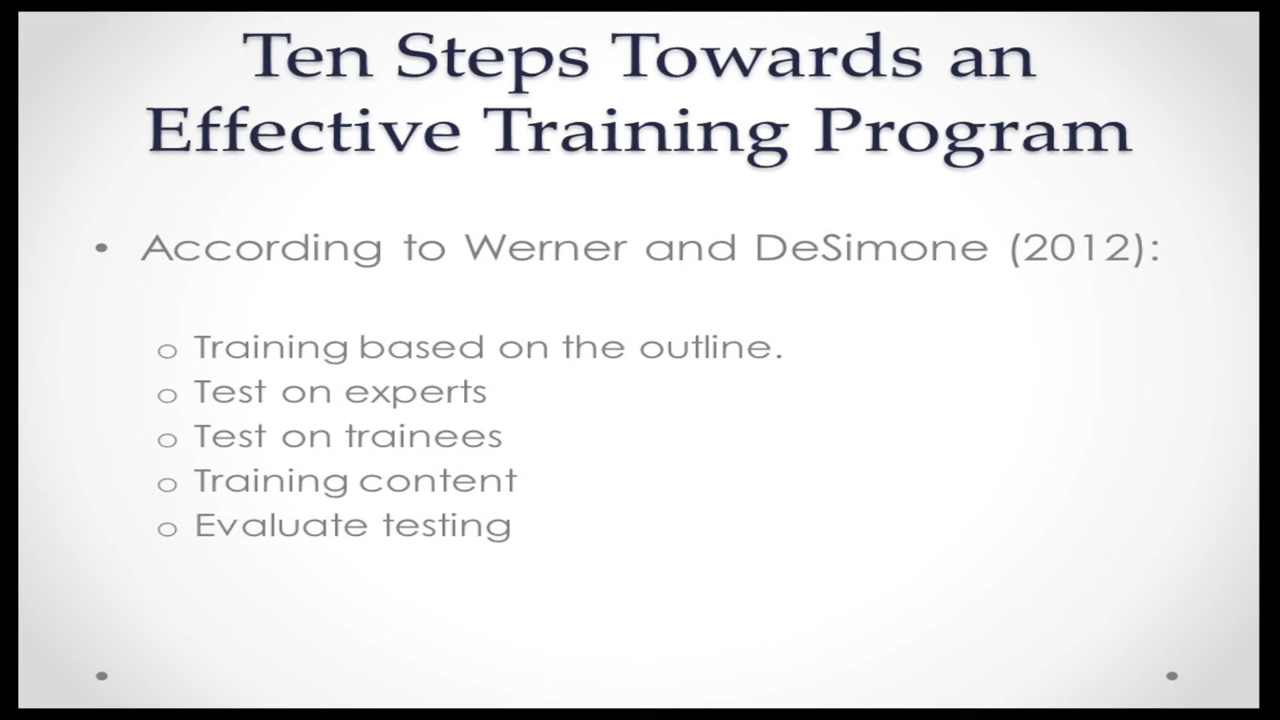 Ten Steps Towards an
Effective Training Program
• According to Werner and DeSimone (2012):
o Training based on the outline.
o Test on experts
o Test on trainees
o Training content
o Evaluate testing